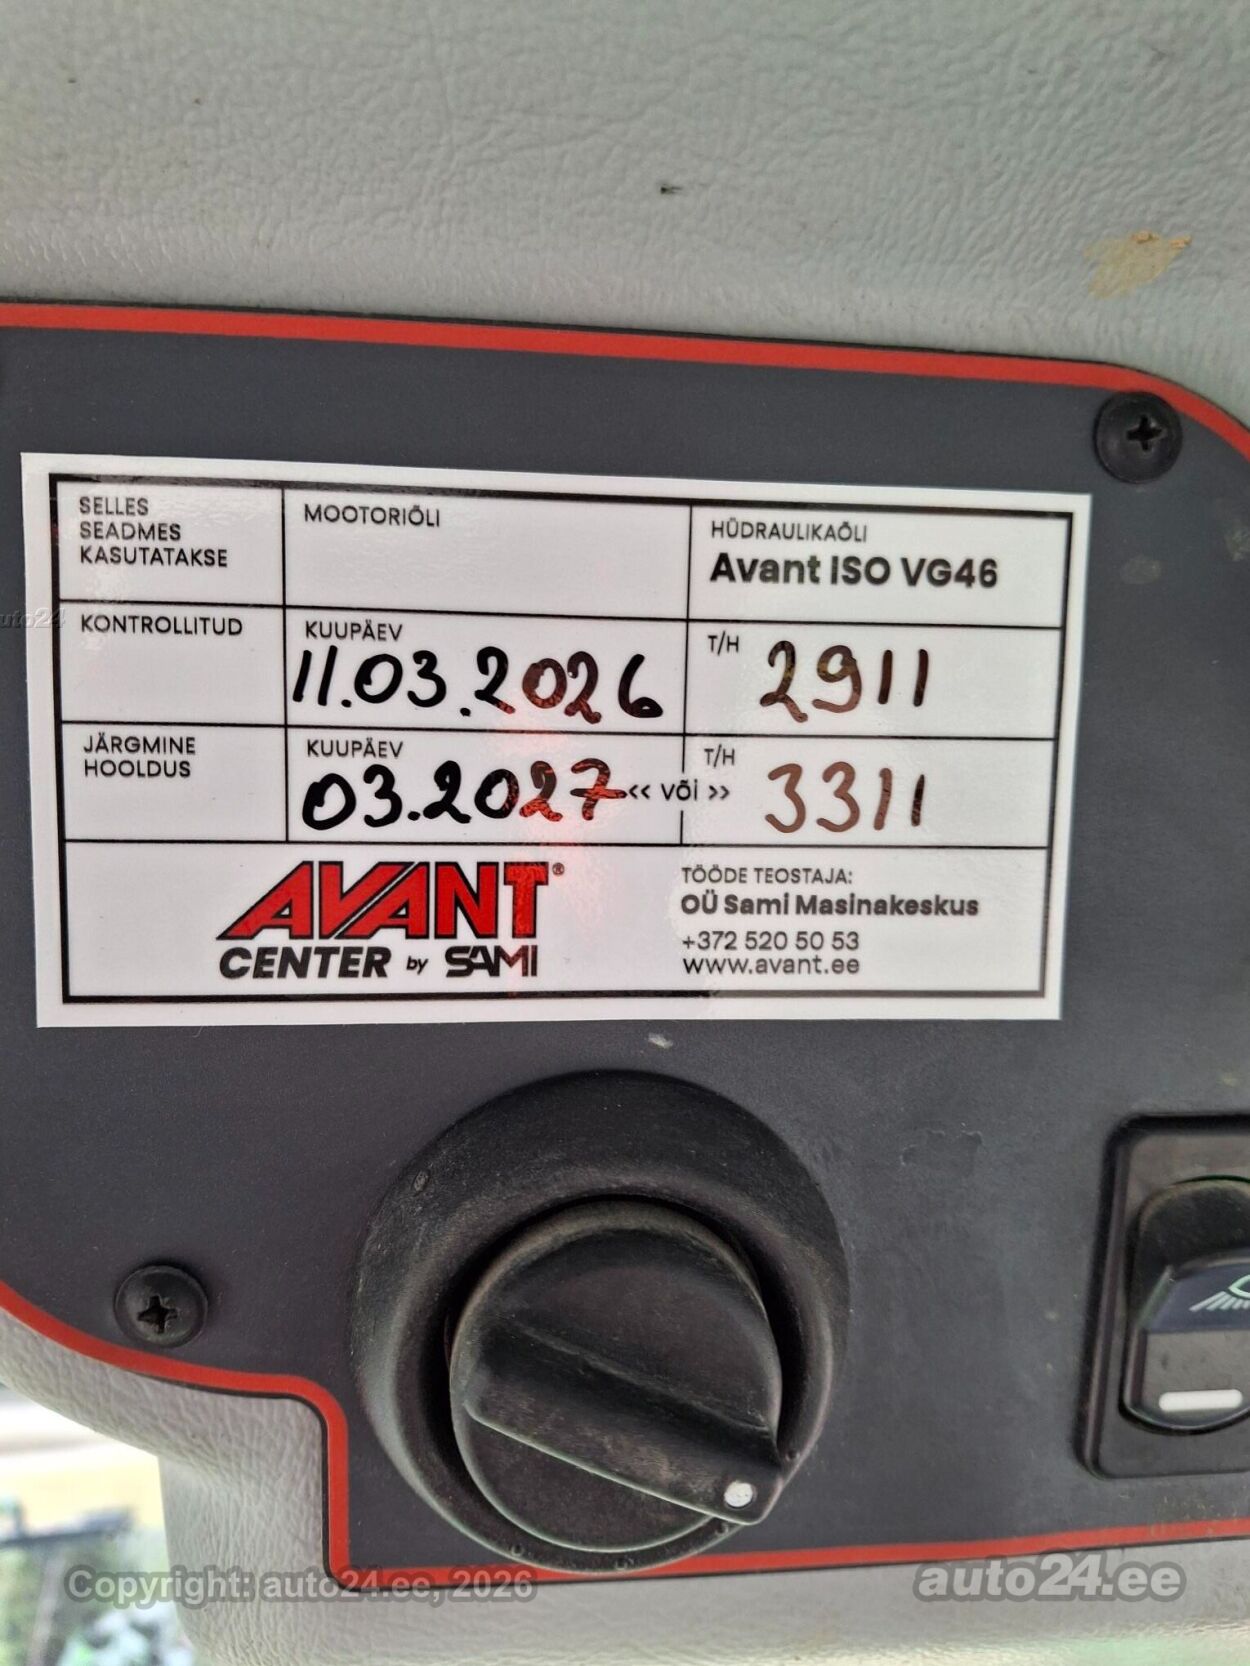 SELLES
SEADMES
KASUTATAKSE
MOOTORIÕLI
HÜDRAULIKAÕLI
Avant ISO VG46
KONTROLLITUD
KUUPÄEV
11.03.2026
T/H
2911
JÄRGMINE
HOOLDUS
KUUPÄEV
03.2027
<< või >>
T/H
3311
AVANT®
CENTER by SAMI
TÖÖDE TEOSTAJA:
OÜ Sami Masinakeskus
+372 520 50 53
www.avant.ee
uto24
Copyright: auto24.ee, 2026
auto24.ee